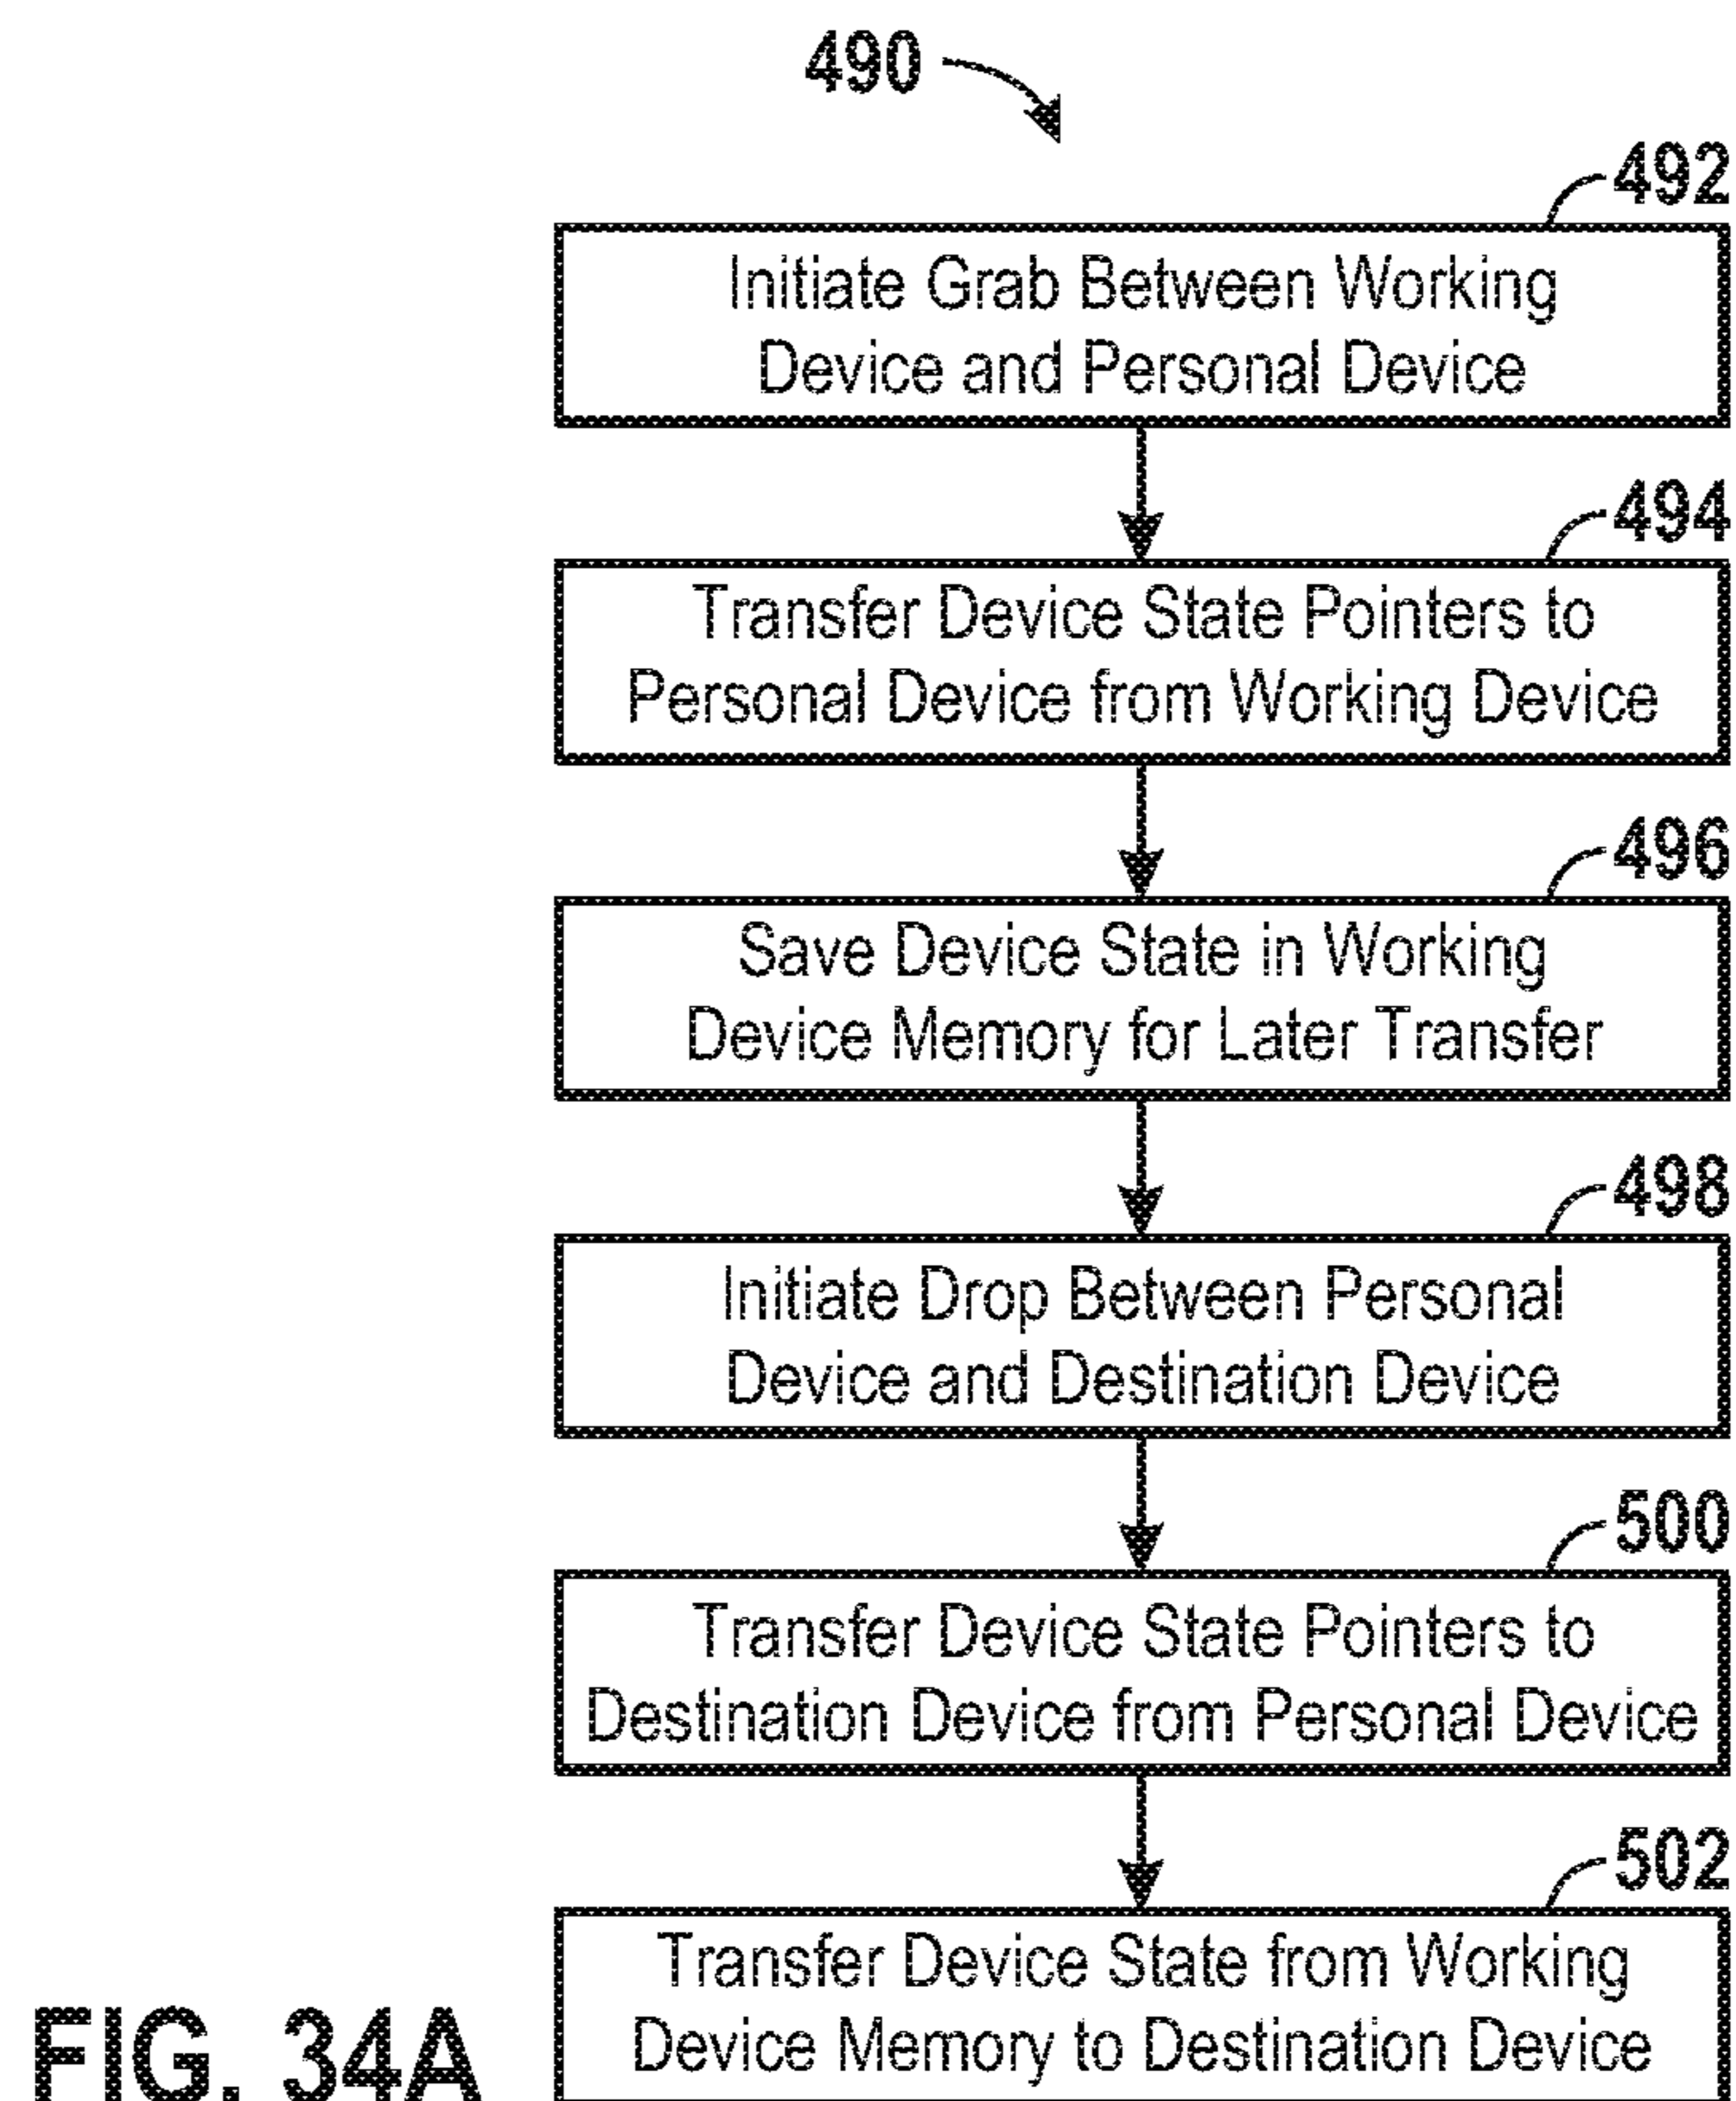 490
492
Initiate Grab Between Working
Device and Personal Device
494
Transfer Device State Pointers to
Personal Device from Working Device
496
Save Device State in Working
Device Memory for Later Transfer
498
Initiate Drop Between Personal
Device and Destination Device
500
Transfer Device State Pointers to
Destination Device from Personal Device
502
Transfer Device State from Working
Device Memory to Destination Device
FIG. 34A